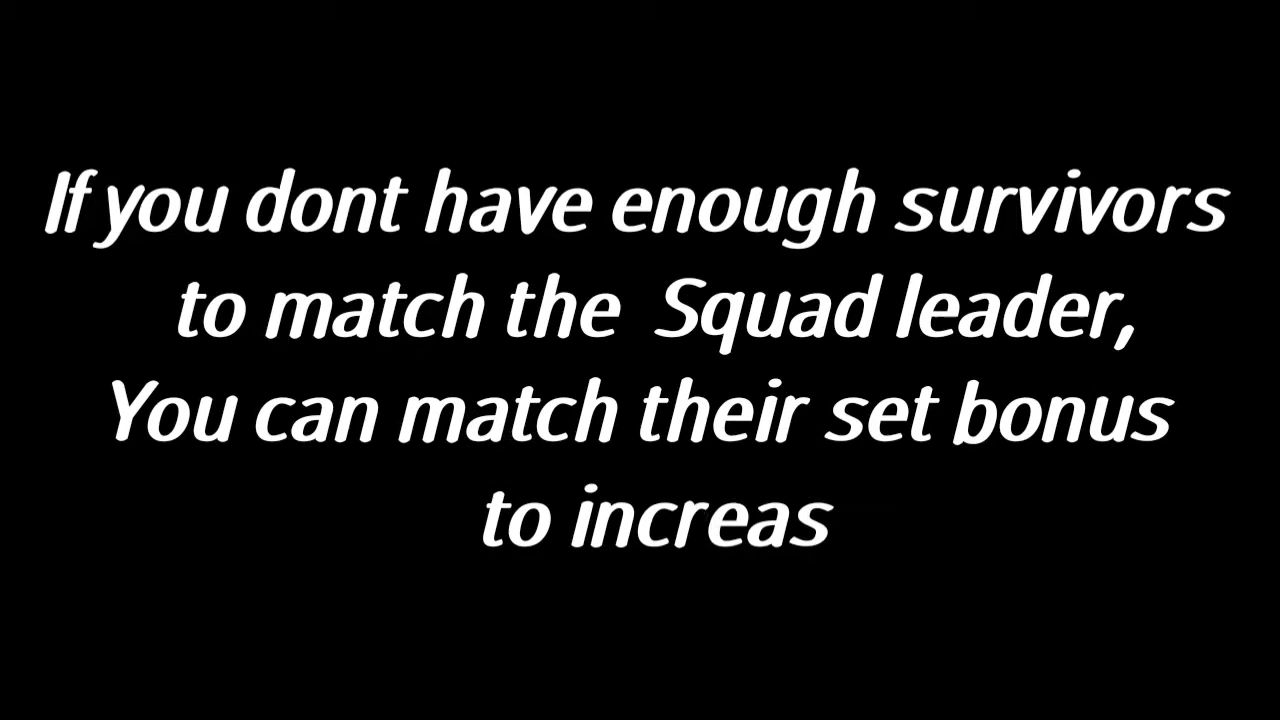 If you dont have enough survivors
to match the Squad leader,
You can match their set bonus
to increas